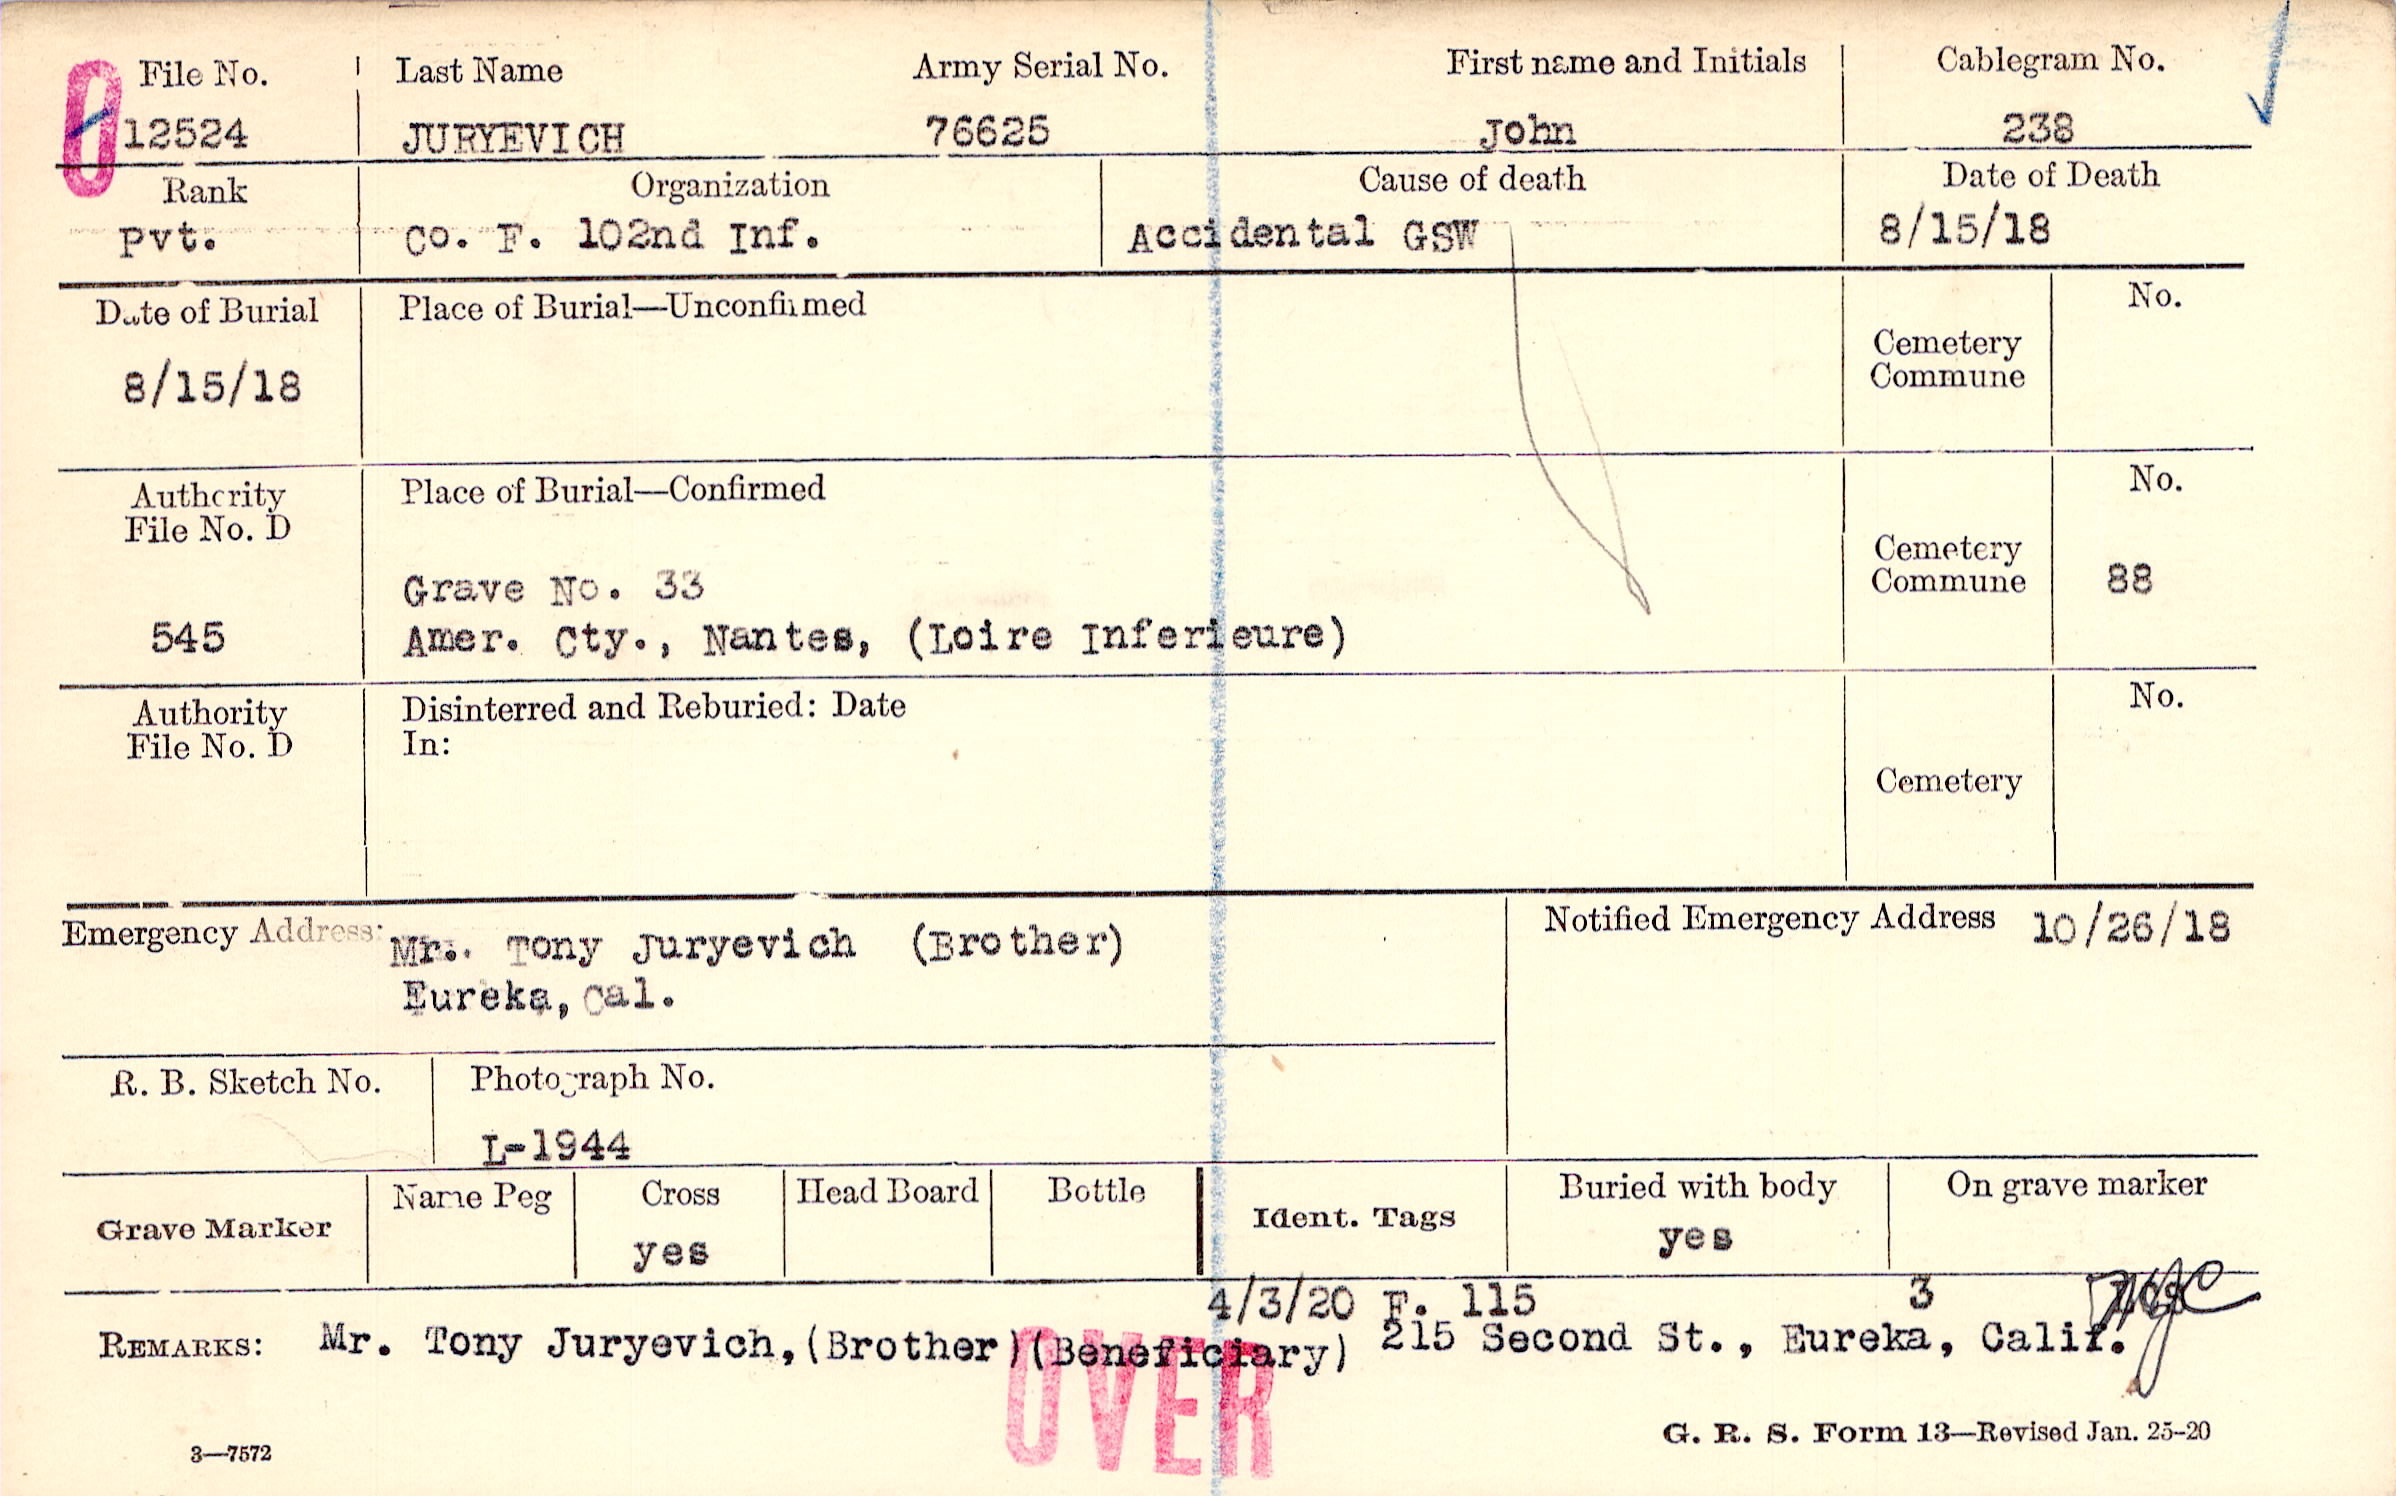 File No. Last Name Army Serial No. First name and Initials Cablegram No.
0 12524 JURYEVICH 76625 John 238
Rank Organization Cause of death Date of Death
Pvt. Co. F. 102nd Inf. Accidental GSW 8/15/18
Date of Burial Place of Burial—Unconfirmed No.
Cemetery
Commune
8/15/18
Authority Place of Burial—Confirmed No.
File No. D
Cemetery
Grave No. 33 Commune 88
545 Amer. Cty., Nantes, (Loire Inferieure)
Authority Disinterred and Reburied: Date No.
File No. D In:
Cemetery
Emergency Address: Mr. Tony Juryevich (Brother) Notified Emergency Address 10/26/18
Eureka, Cal.
R. B. Sketch No. Photograph No.
L-1944
Name Peg Cross Head Board Bottle Buried with body On grave marker
Grave Marker Ident. Tags
yes yes
4/3/20 F. 115 3
REMARKS: Mr. Tony Juryevich,(Brother)(Beneficiary) 215 Second St., Eureka, Calif.
OVER
G. R. S. Form 13—Revised Jan. 25-20
3—7572